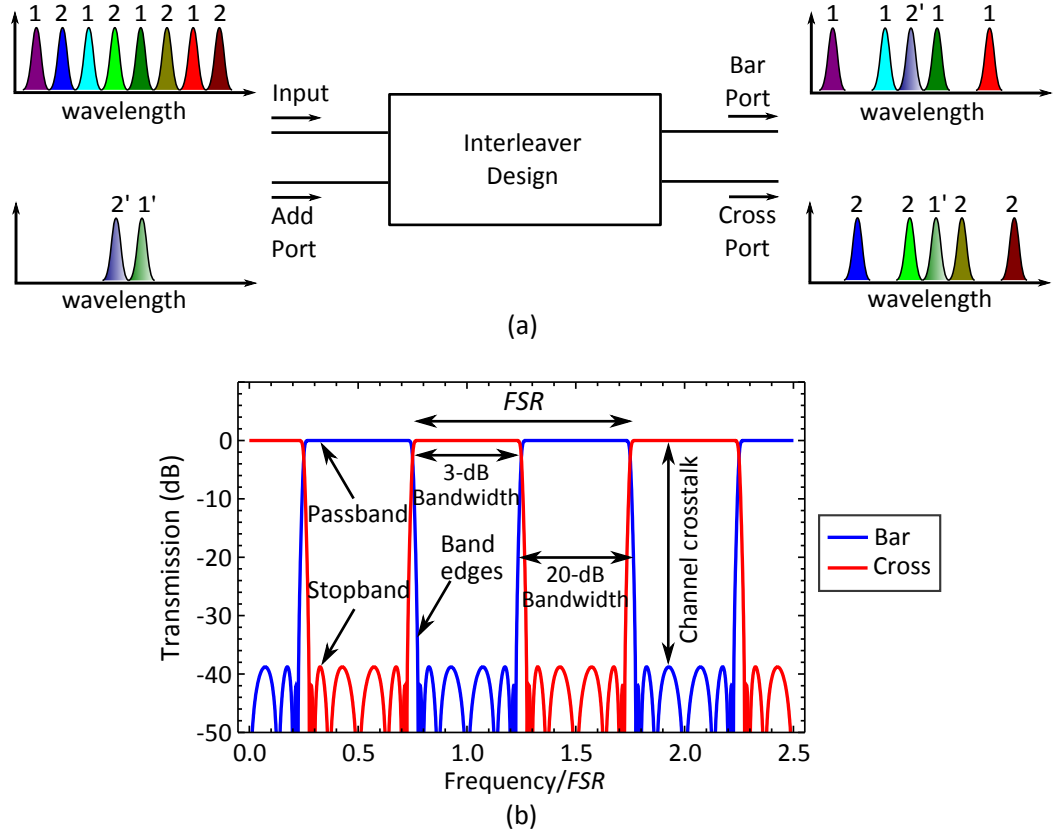 1 2 1 2 1 2 1 2
wavelength
Input
Interleaver
Design
Bar
Port
1 1 2' 1 1
wavelength
2' 1'
wavelength
Add
Port
Cross
Port
2 2 1' 2 2
wavelength
(a)
FSR
3-dB
Bandwidth
Passband
Band
edges
20-dB
Bandwidth
Stopband
Channel crosstalk
Bar
Cross
Transmission (dB)
0
-10
-20
-30
-40
-50
0.0 0.5 1.0 1.5 2.0 2.5
Frequency/FSR
(b)